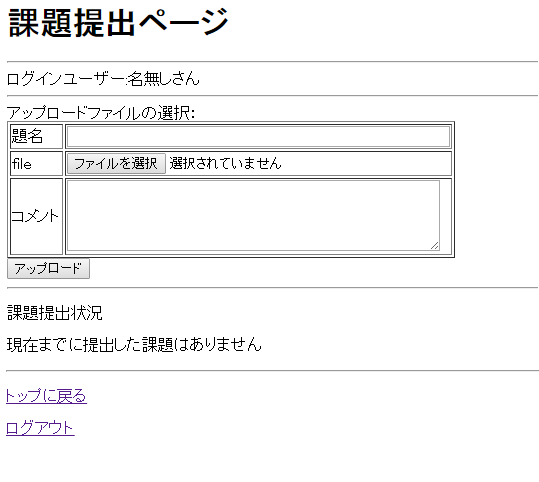 課題提出ページ
ログインユーザー:名無しさん
アップロードファイルの選択:
題名
file ファイルを選択 選択されていません
コメント
アップロード
課題提出状況
現在までに提出した課題はありません
トップに戻る
ログアウト